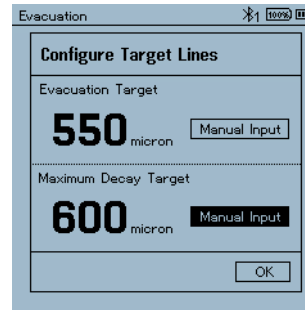 Evacuation 1 100%
Configure Target Lines
Evacuation Target
550 micron Manual Input
Maximum Decay Target
600 micron Manual Input
OK